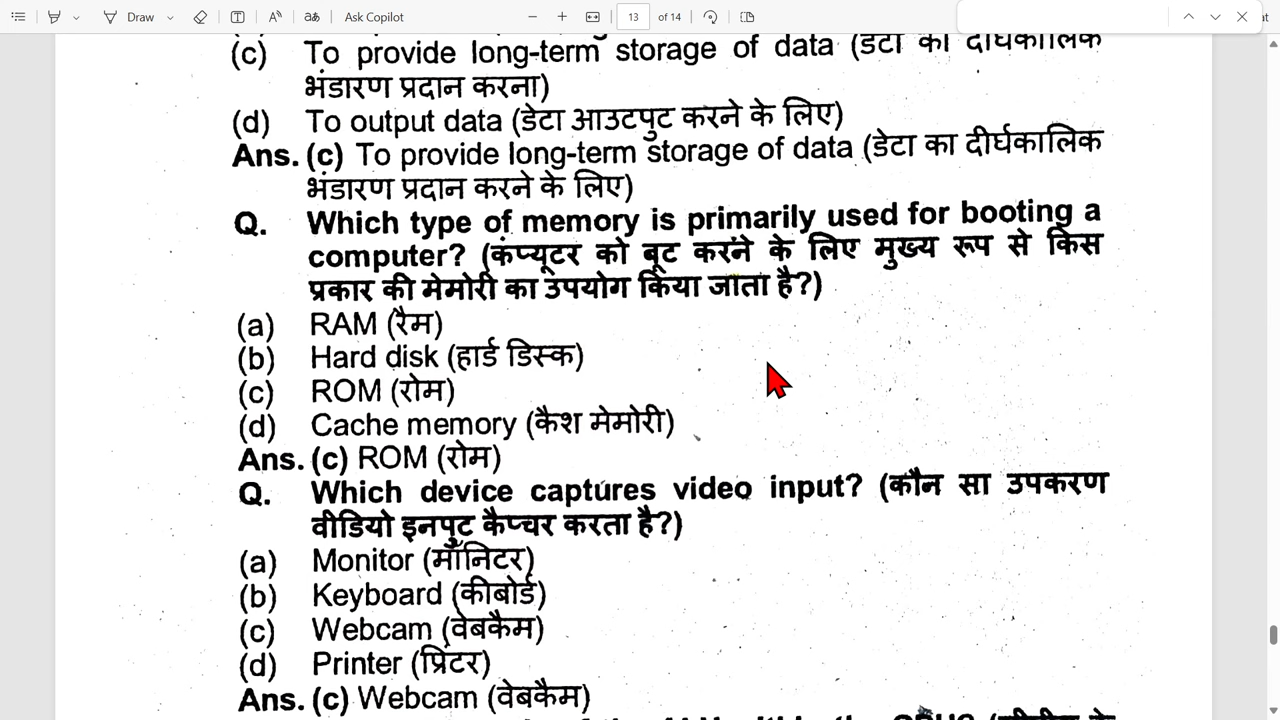 Draw
Ask Copilot
13 of 14
(c) To provide long-term storage of data (डेटा का दीर्घकालिक
भंडारण प्रदान करना)
(d) To output data (डेटा आउटपुट करने के लिए)
Ans. (c) To provide long-term storage of data (डेटा का दीर्घकालिक
भंडारण प्रदान करने के लिए)
Q. Which type of memory is primarily used for booting a
computer? (कंप्यूटर को बूट करने के लिए मुख्य रूप से किस
प्रकार की मेमोरी का उपयोग किया जाता है?)
(a) RAM (रैम)
(b) Hard disk (हार्ड डिस्क)
(c) ROM (रोम)
(d) Cache memory (कैश मेमोरी)
Ans. (c) ROM (रोम)
Q. Which device captures video input? (कौन सा उपकरण
वीडियो इनपुट कैप्चर करता है?)
(a) Monitor (मॉनिटर)
(b) Keyboard (कीबोर्ड)
(c) Webcam (वेबकैम)
(d) Printer (प्रिंटर)
Ans. (c) Webcam (वेबकैम)